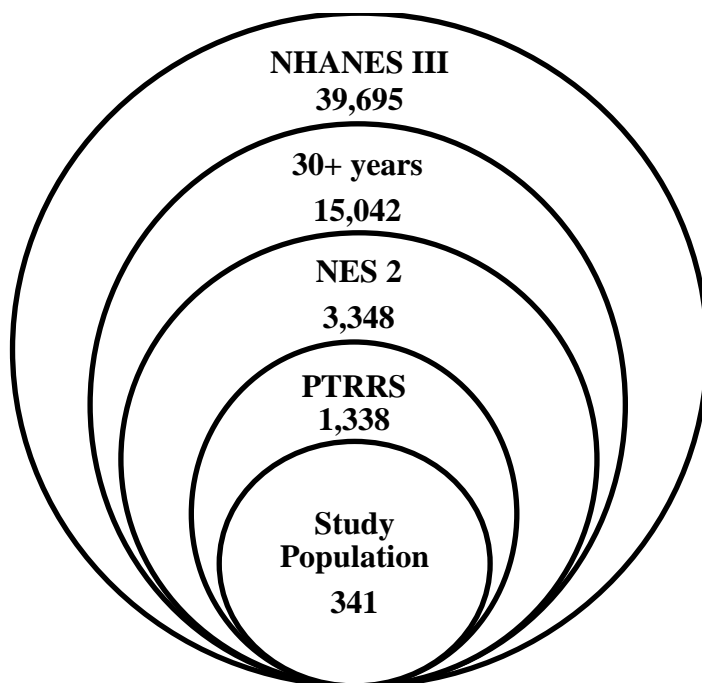 NHANES III
39,695
30+ years
15,042
NES 2
3,348
PTRRS
1,338
Study
Population
341